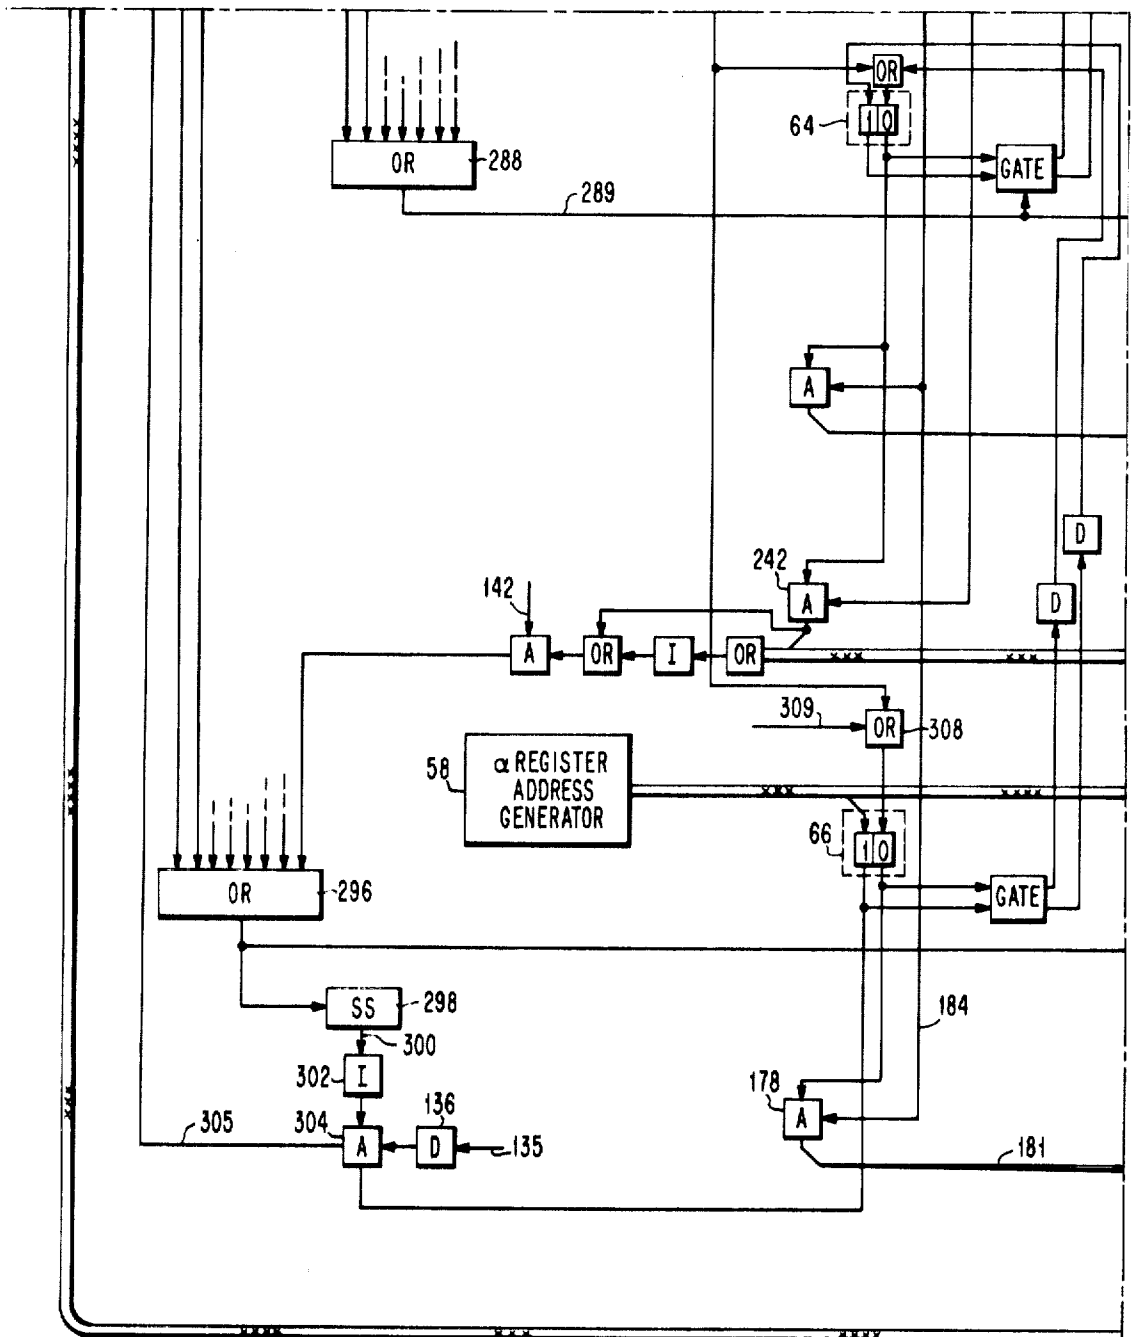 OR
64
1 0
OR
288
GATE
289
A
D
242
142
A
D
A
OR
I
OR
309
OR
308
58
α REGISTER
ADDRESS
GENERATOR
66
1 0
OR
296
GATE
SS
298
184
300
302
I
178
136
305
304
A
A
D
135
181